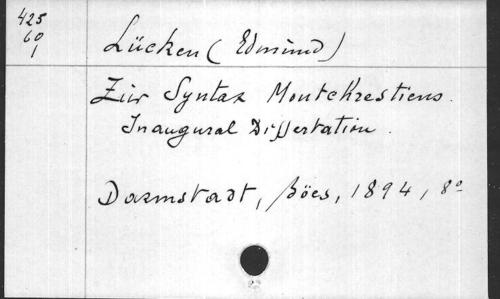 425
60
1
Lücken (Edmund)
Zur Syntax Montchrestiens.
Inaugural Dissertation.
Darmstadt, Böes, 1894, 8°